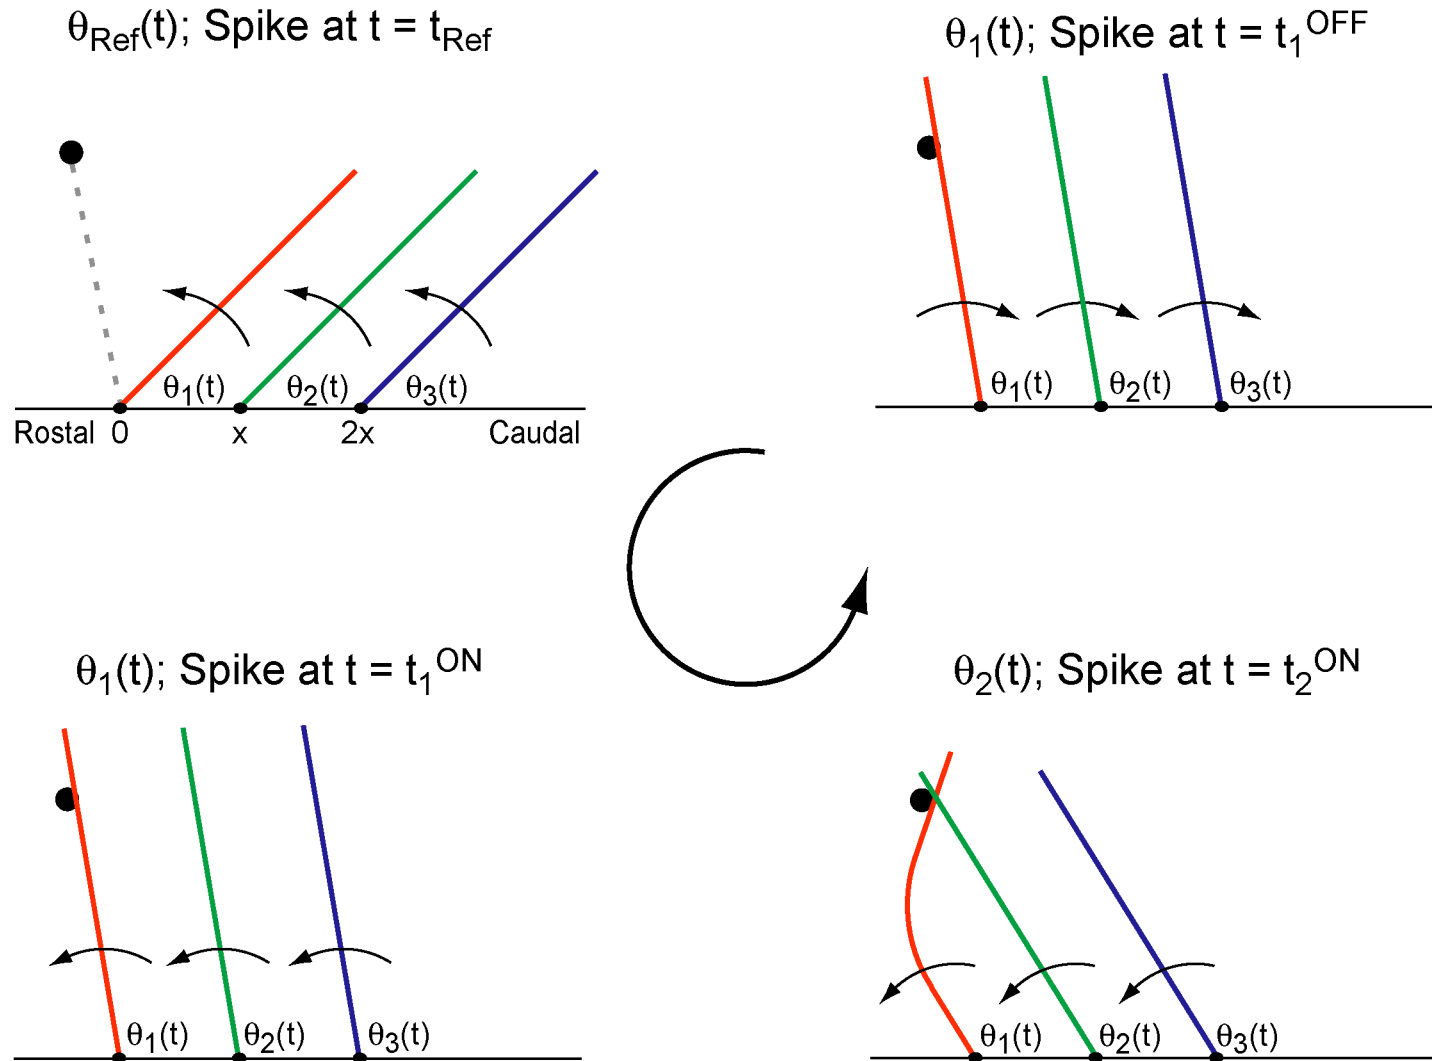 θRef(t); Spike at t = tRef
θ1(t); Spike at t = t1OFF
θ1(t) θ2(t) θ3(t)
Rostal 0 x 2x Caudal
θ1(t) θ2(t) θ3(t)
θ1(t); Spike at t = t1ON
θ2(t); Spike at t = t2ON
θ1(t) θ2(t) θ3(t)
θ1(t) θ2(t) θ3(t)